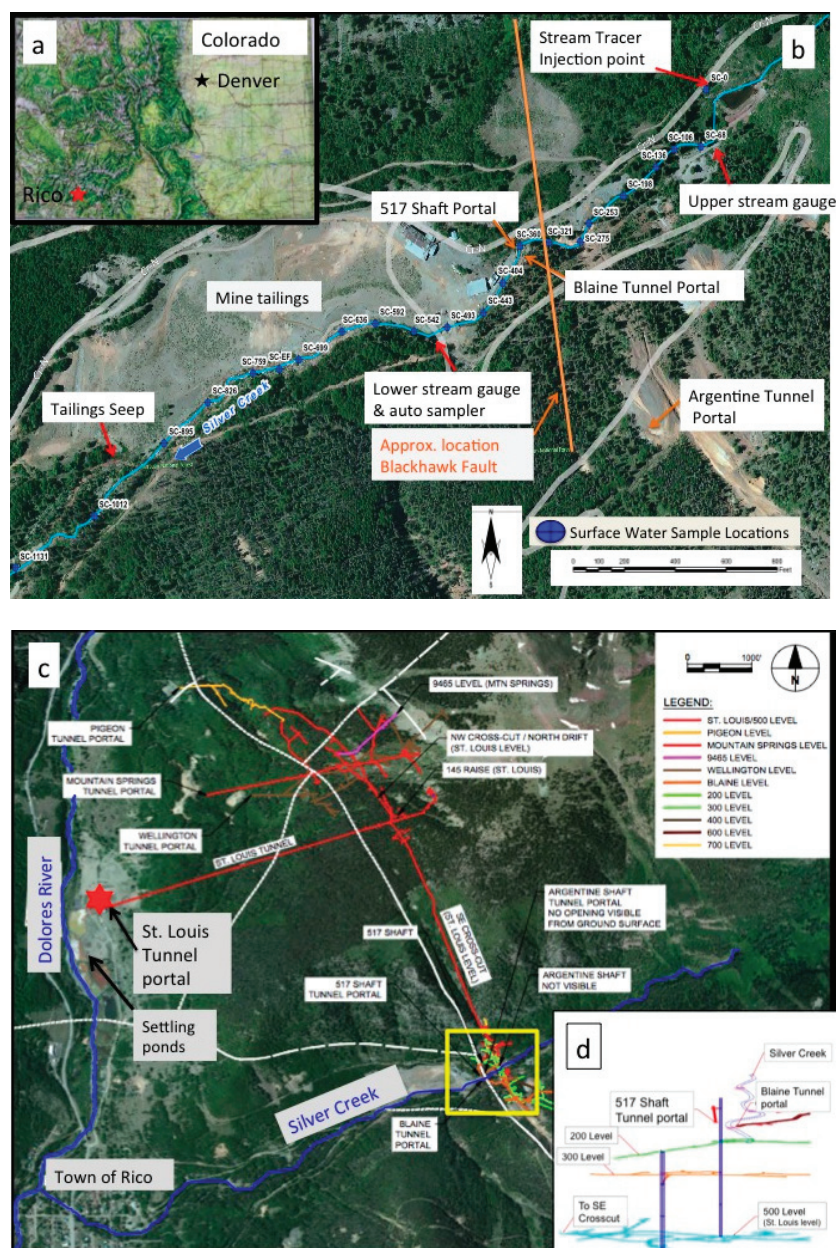 a
Colorado
Denver
Rico
b
Stream Tracer
Injection point
SC-0
SC-68
SC-106
SC-136
SC-198
SC-253
SC-275
SC-321
SC-360
SC-404
SC-443
SC-493
SC-542
SC-592
SC-636
SC-699
SC-EF
SC-759
SC-826
SC-895
SC-1012
SC-1131
Upper stream gauge
517 Shaft Portal
Blaine Tunnel Portal
Mine tailings
Lower stream gauge
& auto sampler
Approx. location
Blackhawk Fault
Argentine Tunnel
Portal
Tailings Seep
Silver Creek
N
S
Surface Water Sample Locations
0 100 200 400 600 800
Feet
c
PIGEON
TUNNEL PORTAL
MOUNTAIN SPRINGS
TUNNEL PORTAL
WELLINGTON
TUNNEL PORTAL
ST. LOUIS TUNNEL
9465 LEVEL (MTN SPRINGS)
NW CROSS-CUT / NORTH DRIFT
(ST. LOUIS LEVEL)
145 RAISE (ST. LOUIS)
0 1000'
N
LEGEND:
ST. LOUIS/500 LEVEL
PIGEON LEVEL
MOUNTAIN SPRINGS LEVEL
9465 LEVEL
WELLINGTON LEVEL
BLAINE LEVEL
200 LEVEL
300 LEVEL
400 LEVEL
600 LEVEL
700 LEVEL
Dolores River
St. Louis
Tunnel
portal
Settling
ponds
517 SHAFT
517 SHAFT
TUNNEL PORTAL
SE CROSS-CUT
(ST. LOUIS LEVEL)
ARGENTINE SHAFT
TUNNEL PORTAL
NO OPENING VISIBLE
FROM GROUND SURFACE
ARGENTINE SHAFT
NOT VISIBLE
Silver Creek
BLAINE
TUNNEL
PORTAL
Town of Rico
d
Silver Creek
Blaine Tunnel
portal
517 Shaft
Tunnel portal
200 Level
300 Level
To SE
Crosscut
500 Level
(St. Louis level)